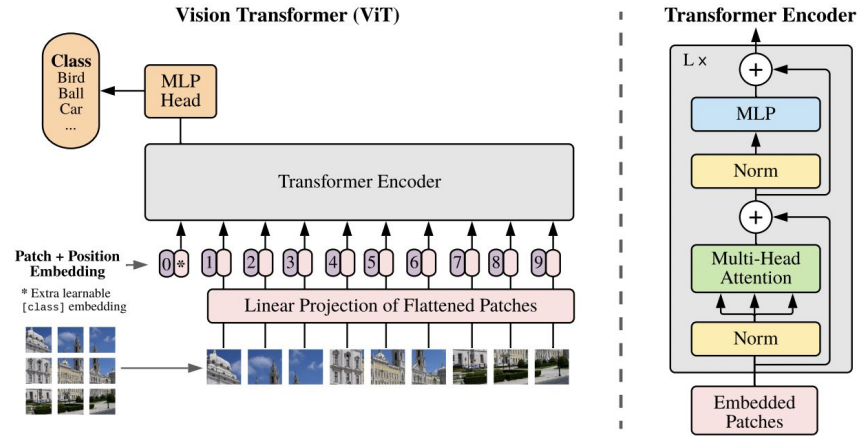 Vision Transformer (ViT)
Class
Bird
Ball
Car
...
MLP
Head
Transformer Encoder
0 * 1 2 3 4 5 6 7 8 9
Patch + Position
Embedding
* Extra learnable
[class] embedding
Linear Projection of Flattened Patches
Transformer Encoder
L ×
+
MLP
Norm
+
Multi-Head
Attention
Norm
Embedded
Patches